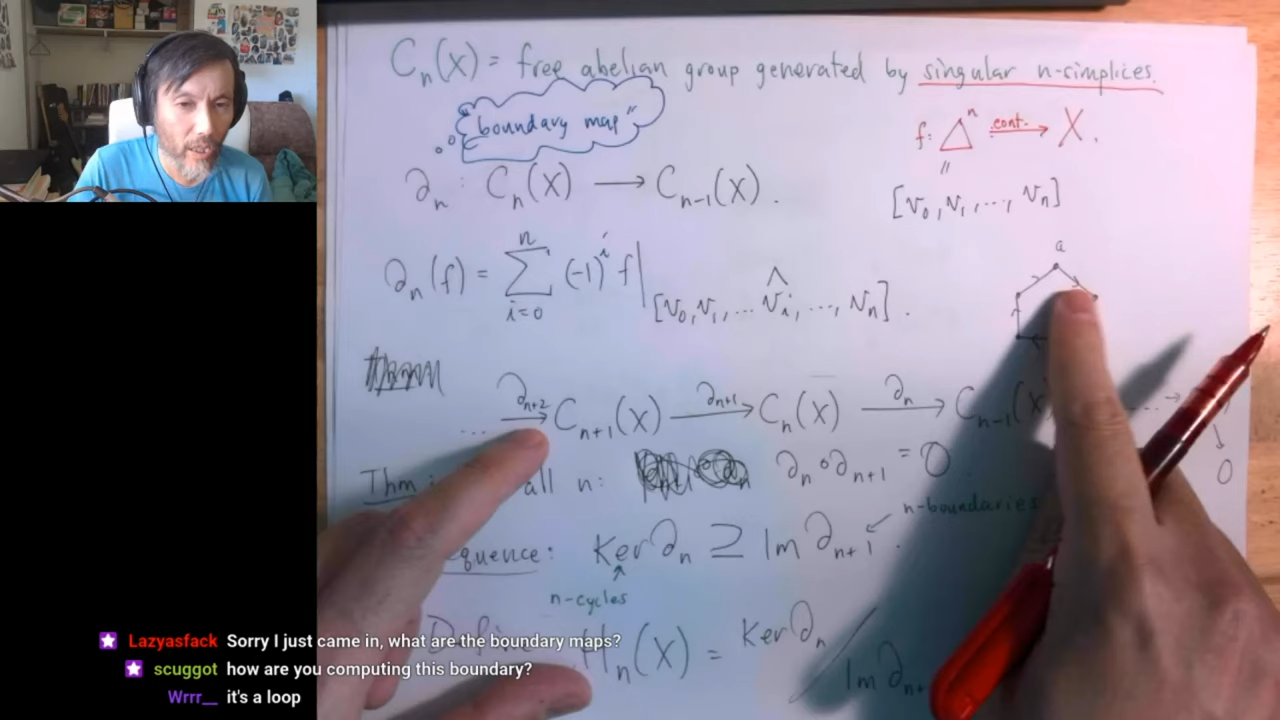 Cₙ(X) = free abelian group generated by singular n-simplices.
"boundary map"
f: Δⁿ cont.→ X.
=
∂ₙ : Cₙ(X) → Cₙ₋₁(X).
[v₀, v₁, ..., vₙ]
a
∂ₙ(f) = Σ_{i=0}^{n} (-1)ⁱ f|[v₀, v₁, ... v̂ᵢ, ..., vₙ].
... ∂ₙ₊₂→ Cₙ₊₁(X) ∂ₙ₊₁→ Cₙ(X) ∂ₙ→ Cₙ₋₁(X ...→
↓
0
Thm all n: ∂ₙ∘∂ₙ₊₁ = 0
n-boundaries
quence: Ker ∂ₙ ⊇ Im ∂ₙ₊₁.
n-cycles
Hₙ(X) = Ker ∂ₙ / Im ∂ₙ₊
Lazyasfack Sorry I just came in, what are the boundary maps?
scuggot how are you computing this boundary?
Wrrr__ it's a loop